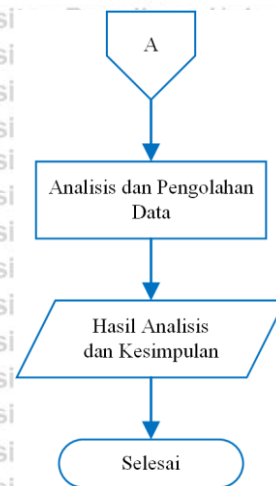 A
Analisis dan Pengolahan
Data
Hasil Analisis
dan Kesimpulan
Selesai